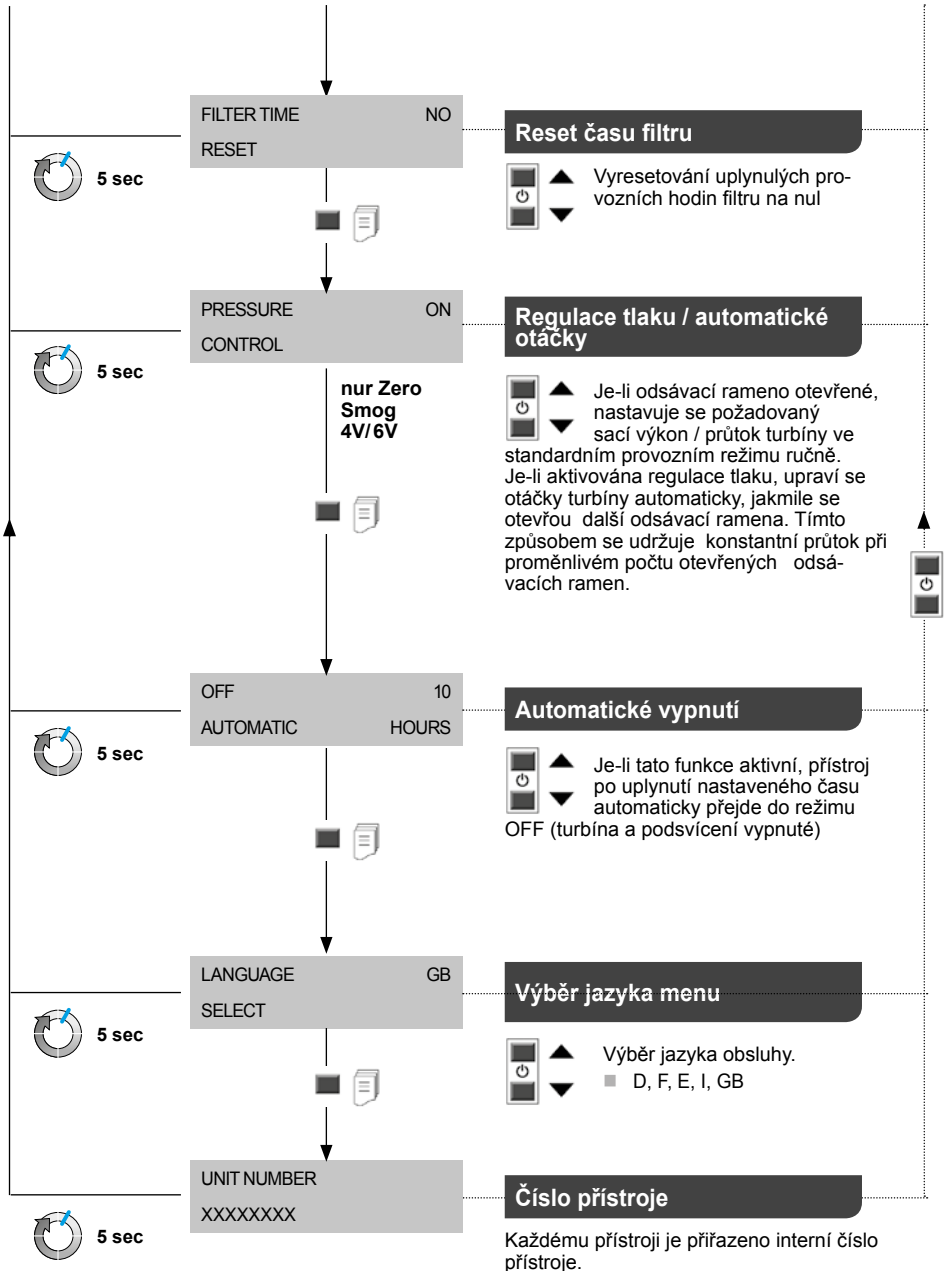 FILTER TIME NO
RESET
5 sec
Reset času filtru
Vyresetování uplynulých pro-
vozních hodin filtru na nul
PRESSURE ON
CONTROL
5 sec
nur Zero
Smog
4V/ 6V
Regulace tlaku / automatické
otáčky
Je-li odsávací rameno otevřené,
nastavuje se požadovaný
sací výkon / průtok turbíny ve
standardním provozním režimu ručně.
Je-li aktivována regulace tlaku, upraví se
otáčky turbíny automaticky, jakmile se
otevřou další odsávací ramena. Tímto
způsobem se udržuje konstantní průtok při
proměnlivém počtu otevřených odsá-
vacích ramen.
OFF 10
AUTOMATIC HOURS
5 sec
Automatické vypnutí
Je-li tato funkce aktivní, přístroj
po uplynutí nastaveného času
automaticky přejde do režimu
OFF (turbína a podsvícení vypnuté)
LANGUAGE GB
SELECT
5 sec
Výběr jazyka menu
Výběr jazyka obsluhy.
D, F, E, I, GB
UNIT NUMBER
XXXXXXXX
5 sec
Číslo přístroje
Každému přístroji je přiřazeno interní číslo
přístroje.